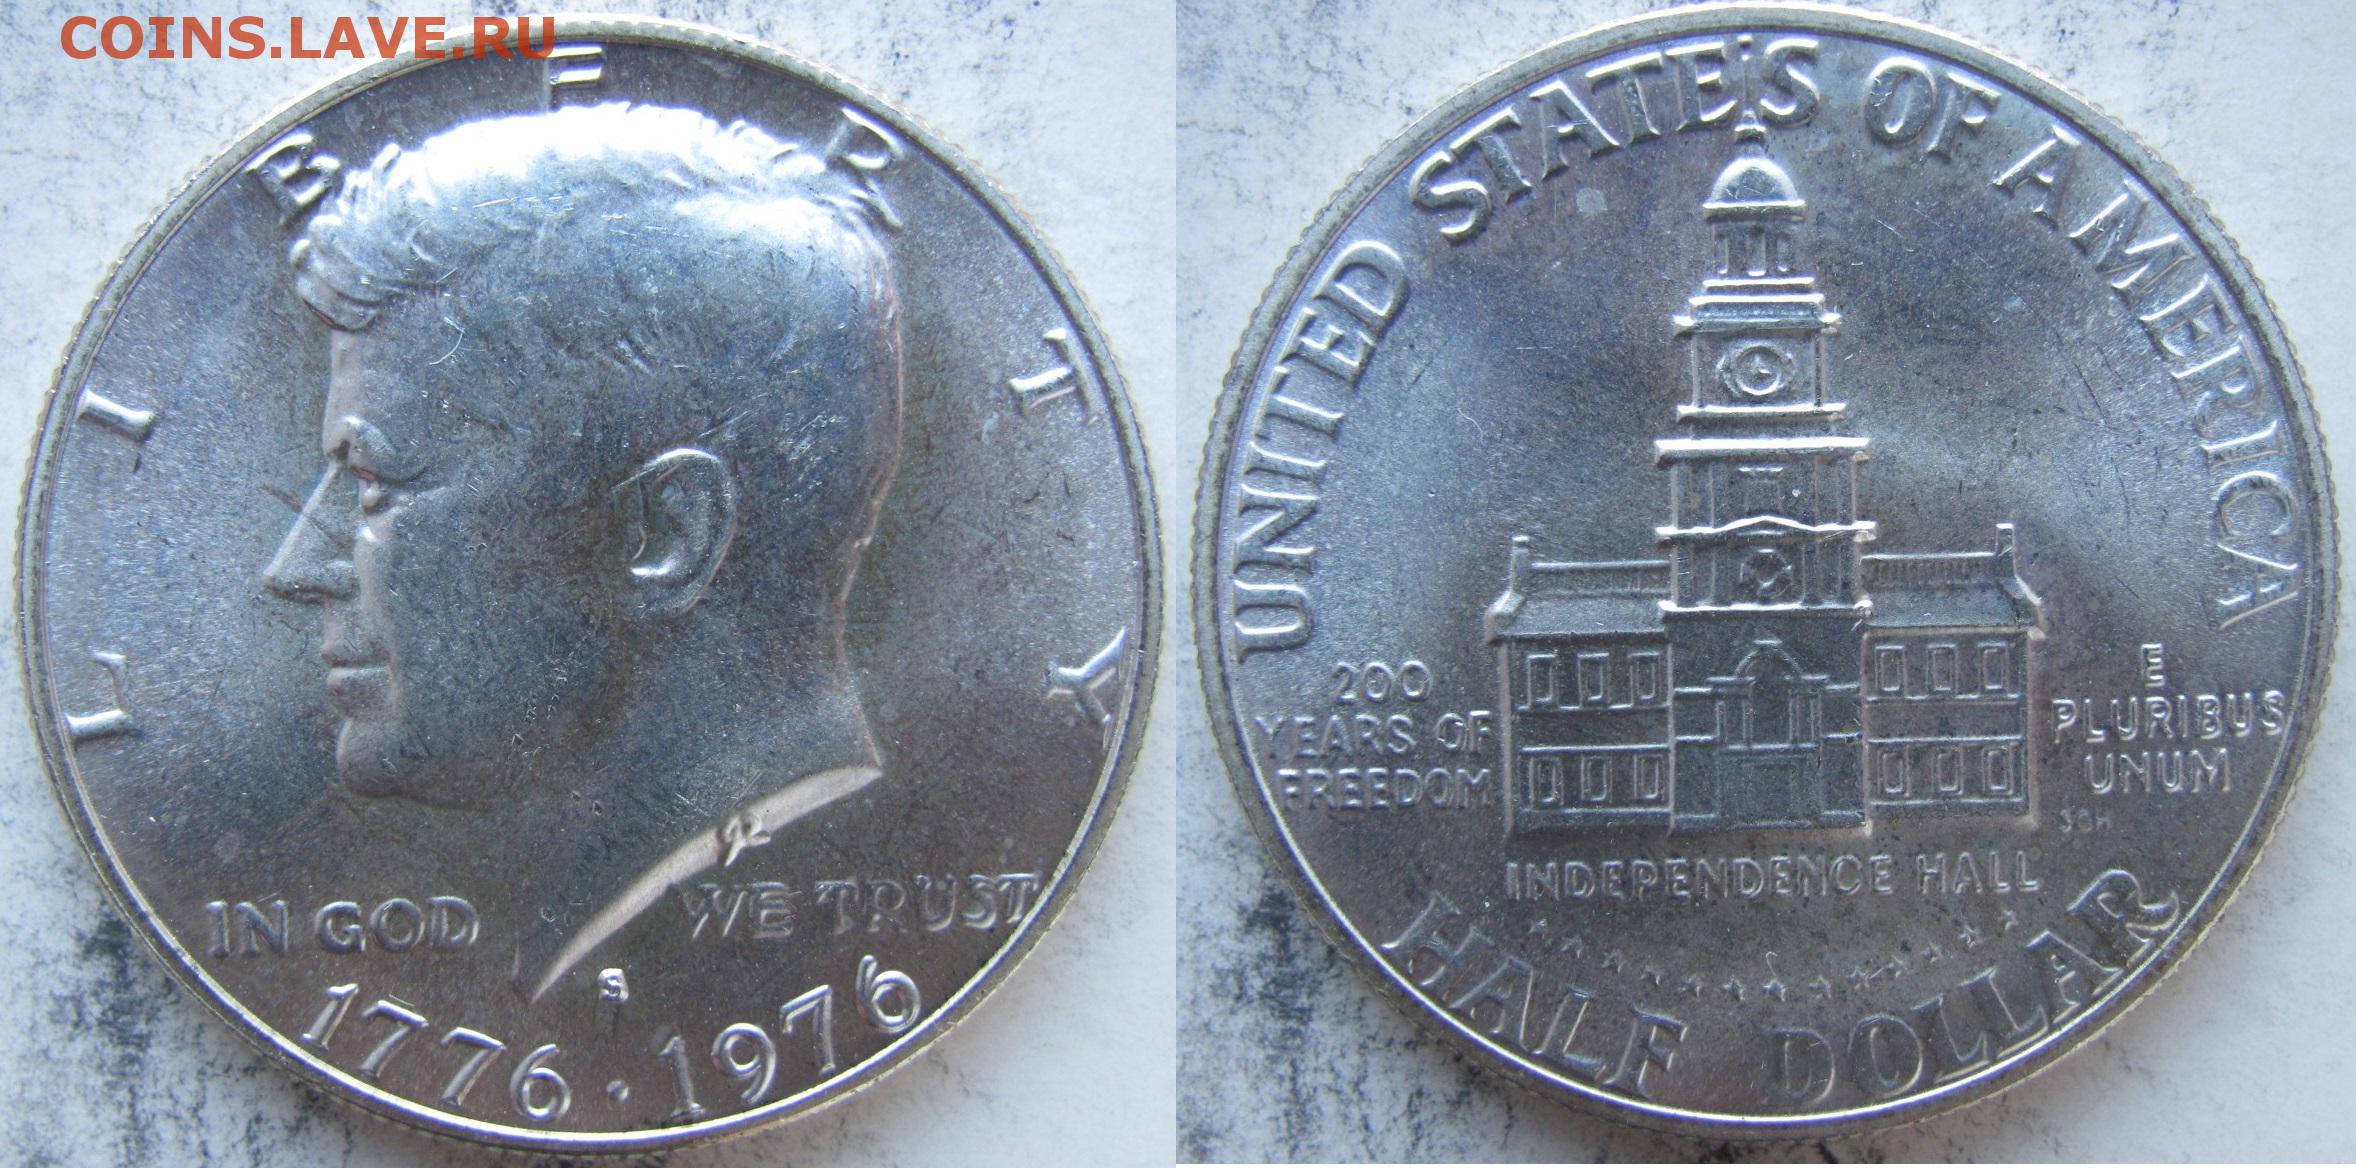 COINS.LAVE.RU
LIBERTY
IN GOD WE TRUST
S
1776·1976
UNITED STATES OF AMERICA
200
YEARS OF
FREEDOM
E
PLURIBUS
UNUM
INDEPENDENCE HALL
HALF DOLLAR